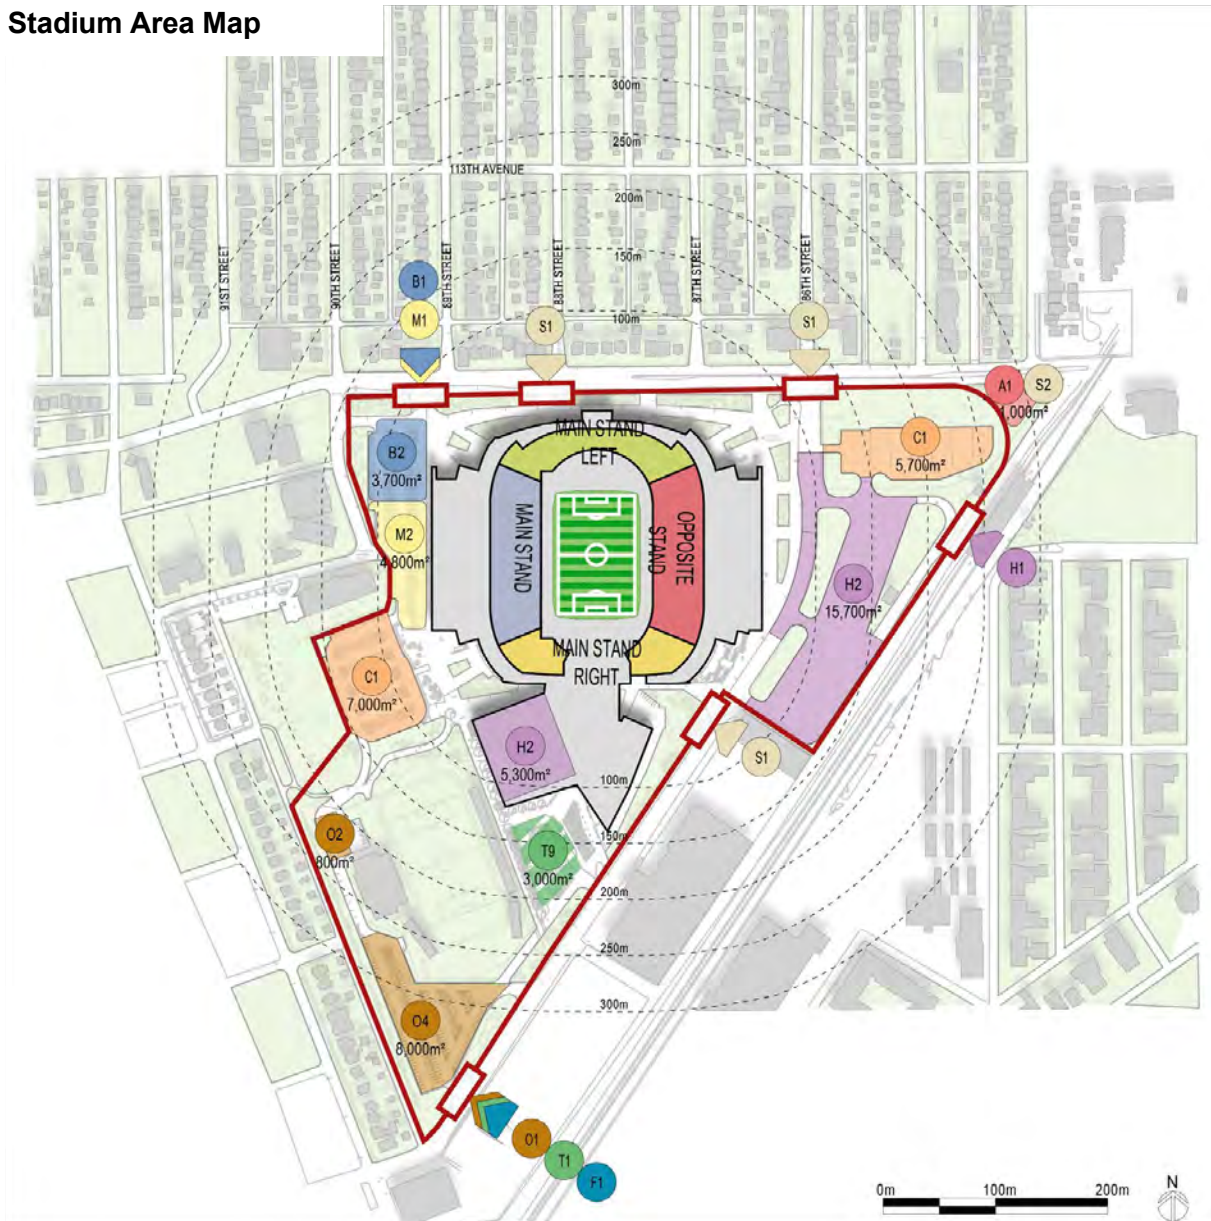 Stadium Area Map
300m
250m
113TH AVENUE
200m
150m
91ST STREET
90TH STREET
89TH STREET
88TH STREET
87TH STREET
86TH STREET
B1
M1
100m
S1
S1
A1
S2
1,000m²
MAIN STAND
LEFT
C1
5,700m²
B2
3,700m²
MAIN STAND
OPPOSITE
STAND
M2
4,800m²
H1
H2
15,700m²
MAIN STAND
RIGHT
C1
7,000m²
H2
5,300m²
S1
100m
150m
O2
800m²
T9
3,000m²
200m
250m
300m
O4
8,000m²
O1
T1
F1
0m
100m
200m
N